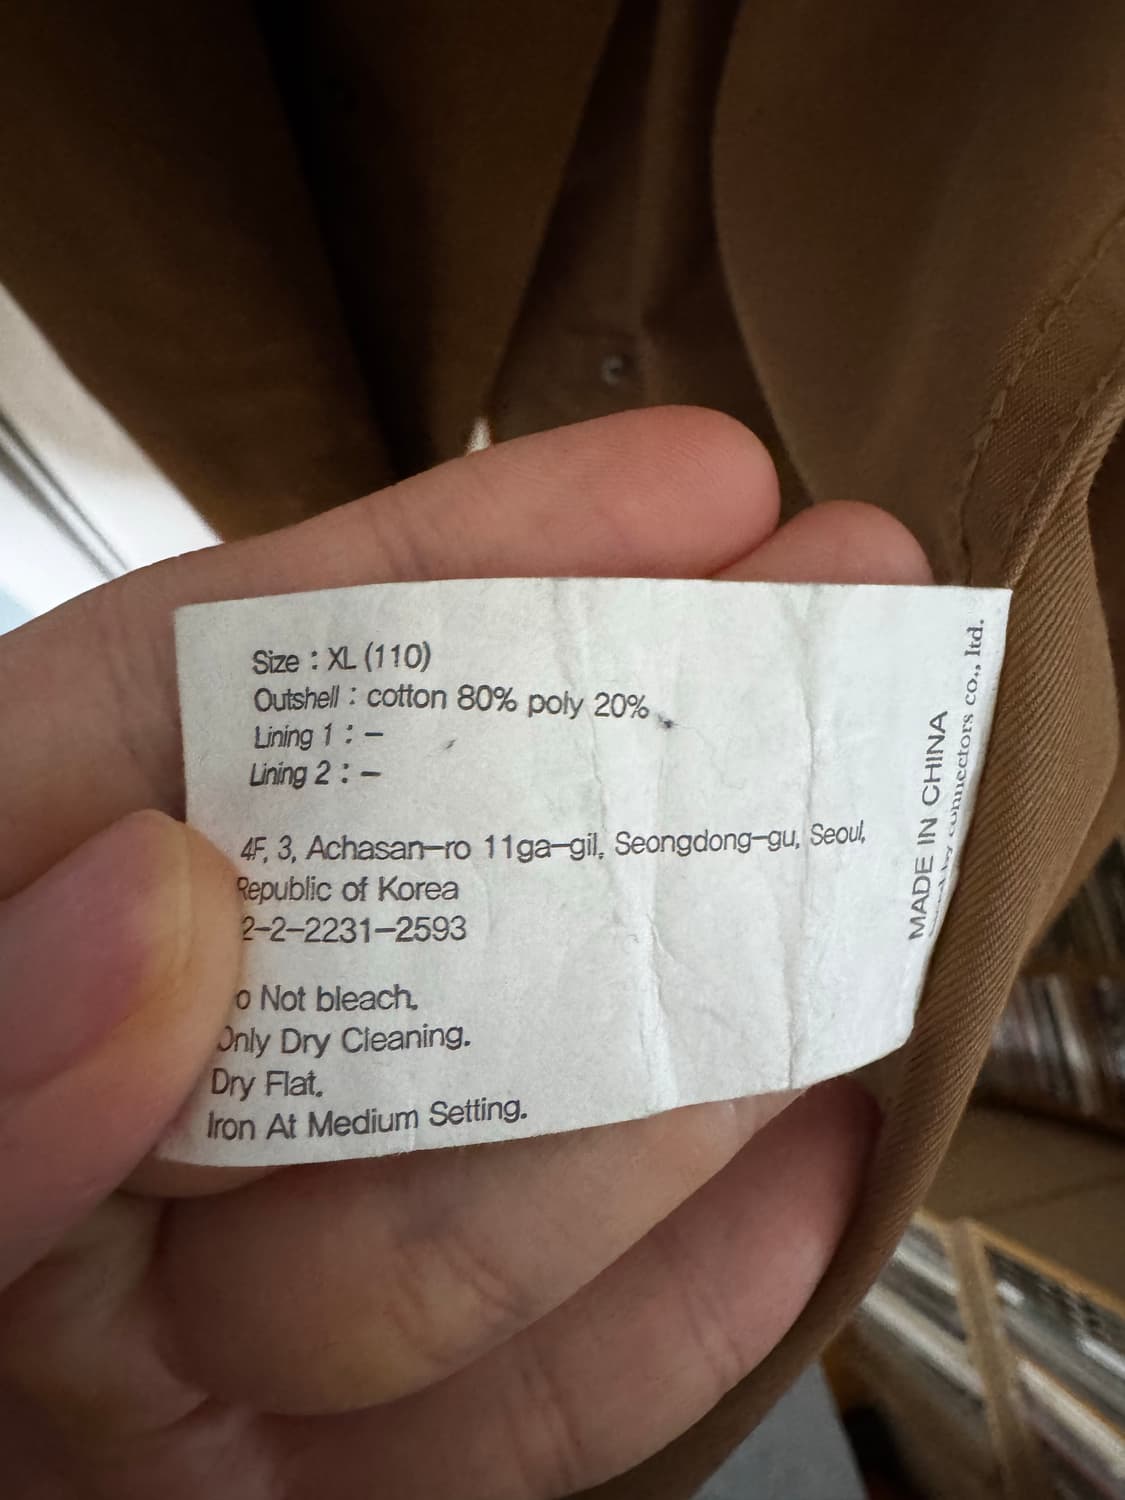 Size : XL (110)
Outshell : cotton 80% poly 20%
Lining 1 : -
Lining 2 : -
4F, 3, Achasan-ro 11ga-gil, Seongdong-gu, Seoul,
Republic of Korea
2-2-2231-2593
o Not bleach.
Only Dry Cleaning.
Dry Flat.
Iron At Medium Setting.
MADE IN CHINA
by connectors co., ltd.